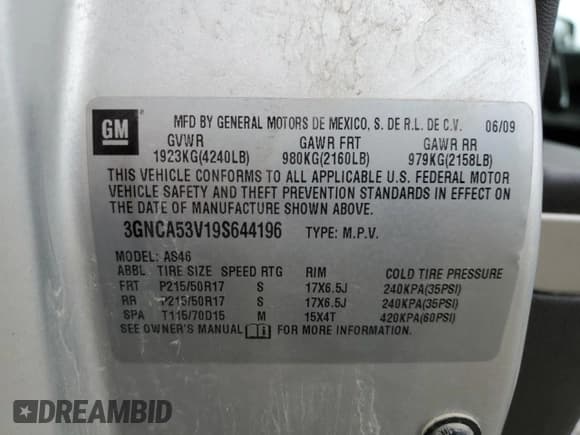 GM
MFD BY GENERAL MOTORS DE MEXICO, S. DE R.L. DE C.V. 06/09
GVWR GAWR FRT GAWR RR
1923KG(4240LB) 980KG(2160LB) 979KG(2158LB)
THIS VEHICLE CONFORMS TO ALL APPLICABLE U.S. FEDERAL MOTOR
VEHICLE SAFETY AND THEFT PREVENTION STANDARDS IN EFFECT ON
THE DATE OF MANUFACTURE SHOWN ABOVE.
3GNCA53V19S644196 TYPE: M.P.V.
MODEL: AS46
ABBL TIRE SIZE SPEED RTG RIM COLD TIRE PRESSURE
FRT P215/50R17 S 17X6.5J 240KPA(35PSI)
RR P215/50R17 S 17X6.5J 240KPA(35PSI)
SPA T115/70D15 M 15X4T 420KPA(60PSI)
SEE OWNER'S MANUAL FOR MORE INFORMATION.
DREAMBID